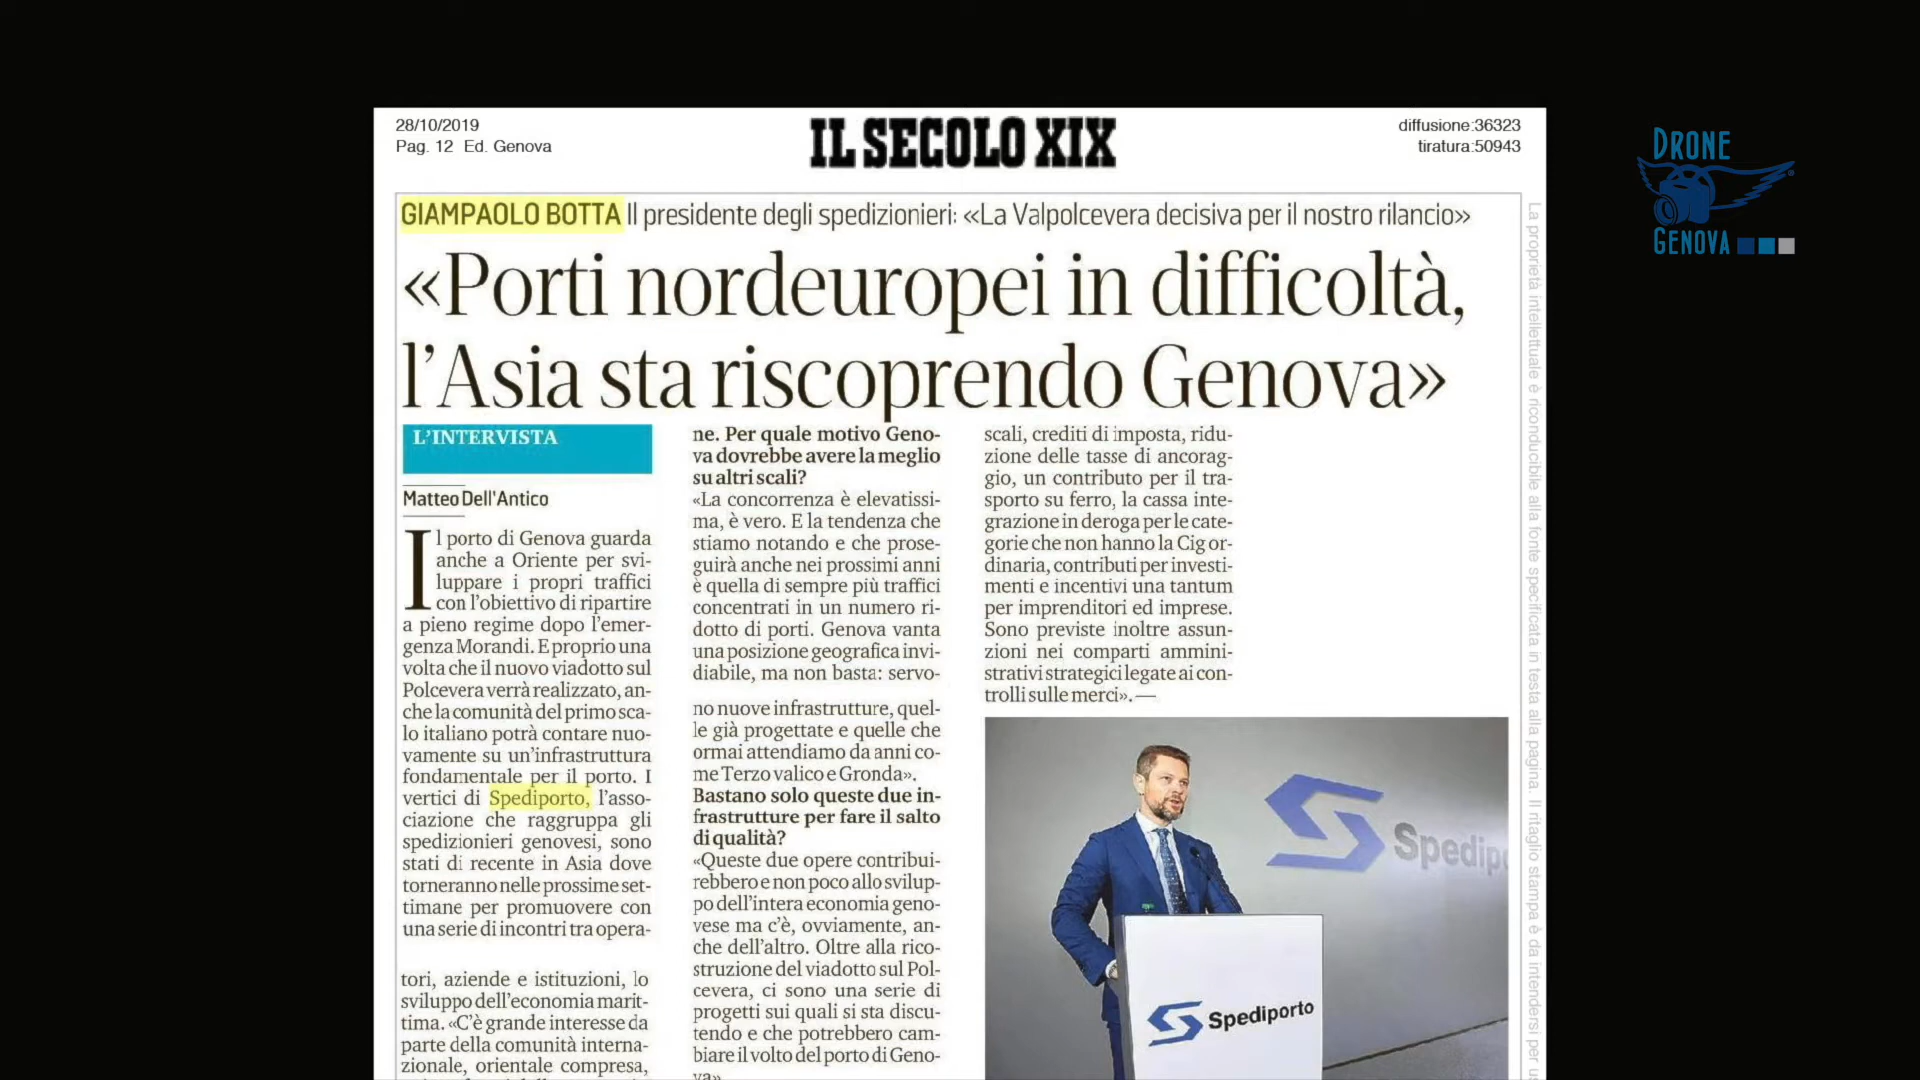 28/10/2019
Pag. 12 Ed. Genova
IL SECOLO XIX
diffusione:36323
tiratura:50943
DRONE
GENOVA
GIAMPAOLO BOTTA Il presidente degli spedizionieri: «La Valpolcevera decisiva per il nostro rilancio»
«Porti nordeuropei in difficoltà,
l'Asia sta riscoprendo Genova»
L'INTERVISTA
Matteo Dell'Antico
Il porto di Genova guarda
anche a Oriente per svi-
luppare i propri traffici
con l'obiettivo di ripartire
a pieno regime dopo l'emer-
genza Morandi. E proprio una
volta che il nuovo viadotto sul
Polcevera verrà realizzato, an-
che la comunità del primo sca-
lo italiano potrà contare nuo-
vamente su un'infrastruttura
fondamentale per il porto. I
vertici di Spediporto, l'asso-
ciazione che raggruppa gli
spedizionieri genovesi, sono
stati di recente in Asia dove
torneranno nelle prossime set-
timane per promuovere con
una serie di incontri tra opera-
tori, aziende e istituzioni, lo
sviluppo dell'economia marit-
tima. «C'è grande interesse da
parte della comunità interna-
zionale, orientale compresa,
ne. Per quale motivo Geno-
va dovrebbe avere la meglio
su altri scali?
«La concorrenza è elevatissi-
ma, è vero. E la tendenza che
stiamo notando e che prose-
guirà anche nei prossimi anni
è quella di sempre più traffici
concentrati in un numero ri-
dotto di porti. Genova vanta
una posizione geografica invi-
diabile, ma non basta: servo-
no nuove infrastrutture, quel-
le già progettate e quelle che
ormai attendiamo da anni co-
me Terzo valico e Gronda».
Bastano solo queste due in-
frastrutture per fare il salto
di qualità?
«Queste due opere contribui-
rebbero e non poco allo svilup-
po dell'intera economia geno-
vese ma c'è, ovviamente, an-
che dell'altro. Oltre alla rico-
struzione del viadotto sul Pol-
cevera, ci sono una serie di
progetti sui quali si sta discu-
tendo e che potrebbero cam-
biare il volto del porto di Geno-
va».
scali, crediti di imposta, ridu-
zione delle tasse di ancorag-
gio, un contributo per il tra-
sporto su ferro, la cassa inte-
grazione in deroga per le cate-
gorie che non hanno la Cig or-
dinaria, contributi per investi-
menti e incentivi una tantum
per imprenditori ed imprese.
Sono previste inoltre assun-
zioni nei comparti ammini-
strativi strategici legate ai con-
trolli sulle merci».—
Spedipo
Spediporto
La proprietà intellettuale è riconducibile alla fonte specificata in testa alla pagina. Il ritaglio stampa è da intendersi per us